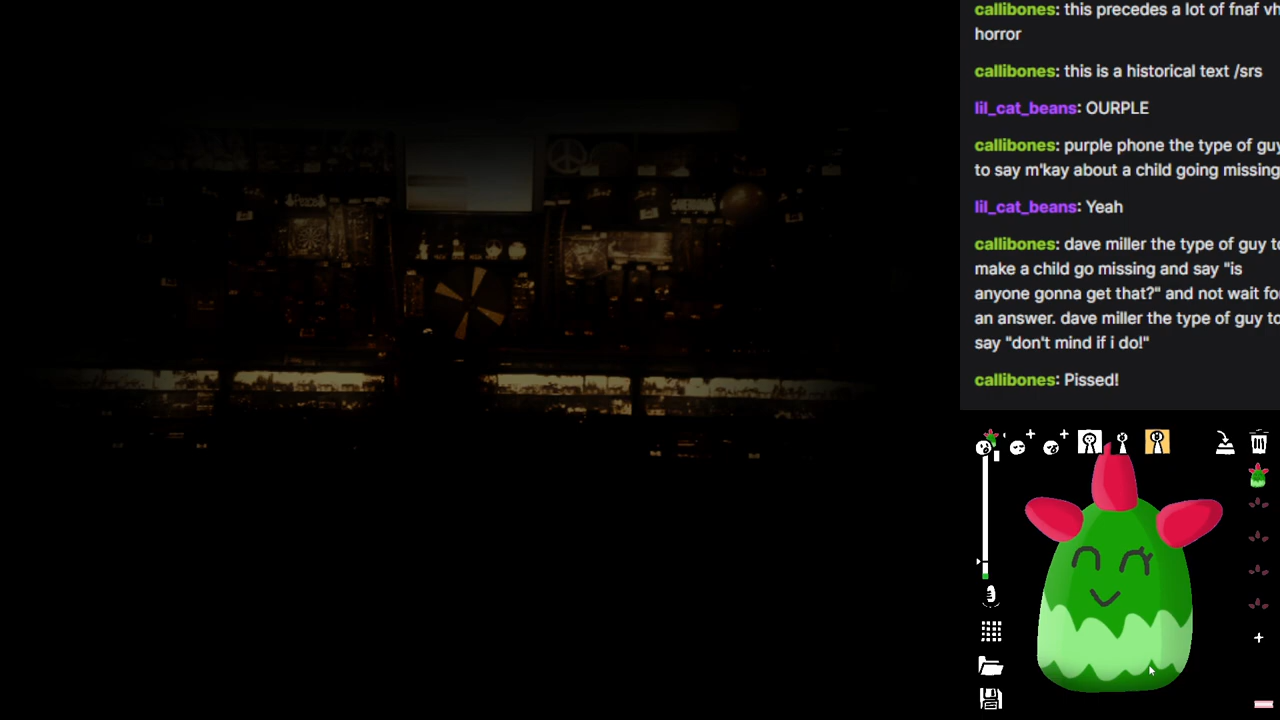 callibones: this precedes a lot of fnaf vh
horror
callibones: this is a historical text /srs
lil_cat_beans: OURPLE
callibones: purple phone the type of guy
to say m'kay about a child going missing
lil_cat_beans: Yeah
callibones: dave miller the type of guy to
make a child go missing and say "is
anyone gonna get that?" and not wait fo
an answer. dave miller the type of guy to
say "don't mind if i do!"
callibones: Pissed!
Peace